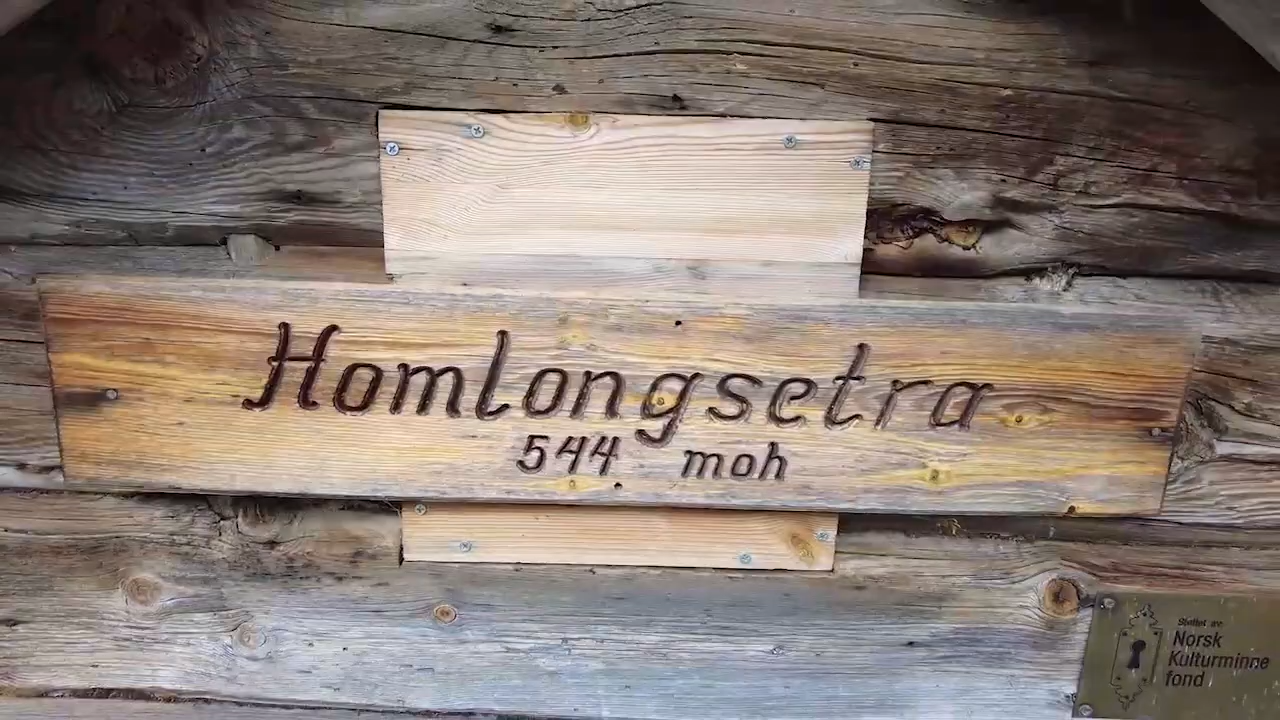 Homlongsetra
544 moh
Støttet av
Norsk
Kulturminne
fond